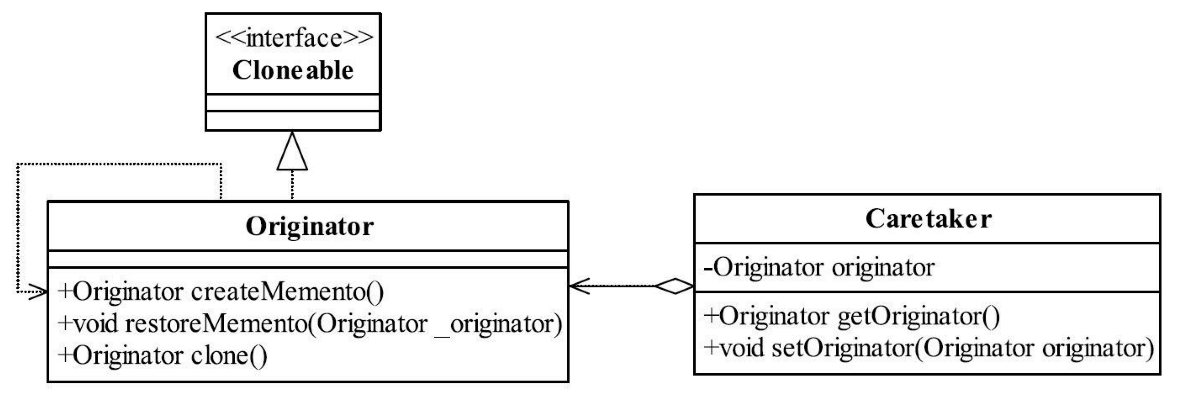 <<interface>>
Cloneable
Originator
+Originator createMemento()
+void restoreMemento(Originator _originator)
+Originator clone()
Caretaker
-Originator originator
+Originator getOriginator()
+void setOriginator(Originator originator)